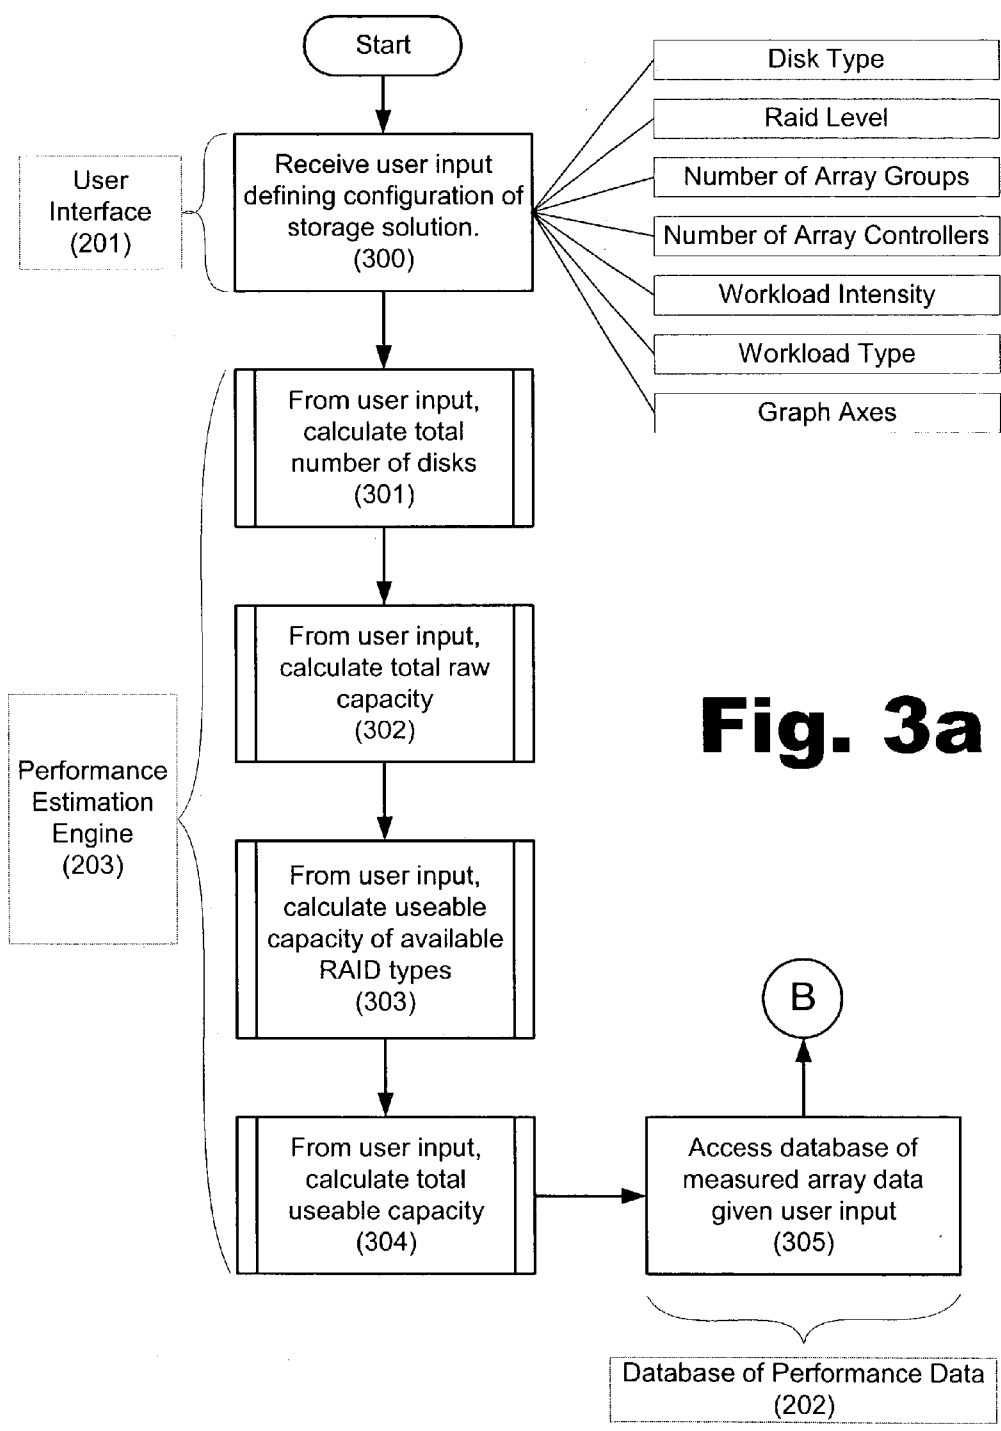 Start
Disk Type
Raid Level
Number of Array Groups
Number of Array Controllers
Workload Intensity
Workload Type
Graph Axes
User
Interface
(201)
Receive user input
defining configuration of
storage solution.
(300)
From user input,
calculate total
number of disks
(301)
From user input,
calculate total raw
capacity
(302)
Fig. 3a
Performance
Estimation
Engine
(203)
From user input,
calculate useable
capacity of available
RAID types
(303)
B
From user input,
calculate total
useable capacity
(304)
Access database of
measured array data
given user input
(305)
Database of Performance Data
(202)